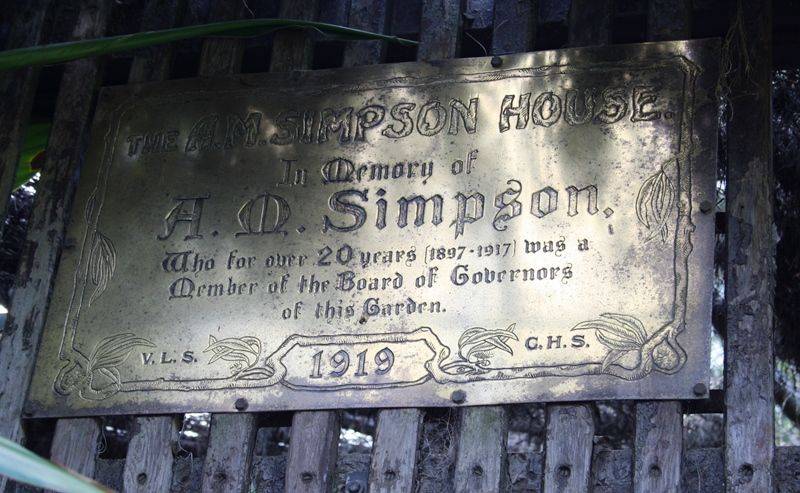 THE A.M. SIMPSON HOUSE.
In Memory of
A. M. Simpson.
Who for over 20 years (1897-1917) was a
Member of the Board of Governors
of this Garden.
V. L. S.
1919
C. H. S.